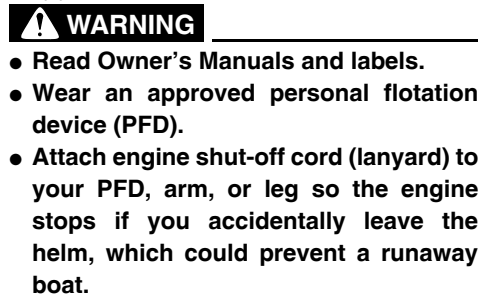 WARNING
● Read Owner's Manuals and labels.
● Wear an approved personal flotation
device (PFD).
● Attach engine shut-off cord (lanyard) to
your PFD, arm, or leg so the engine
stops if you accidentally leave the
helm, which could prevent a runaway
boat.